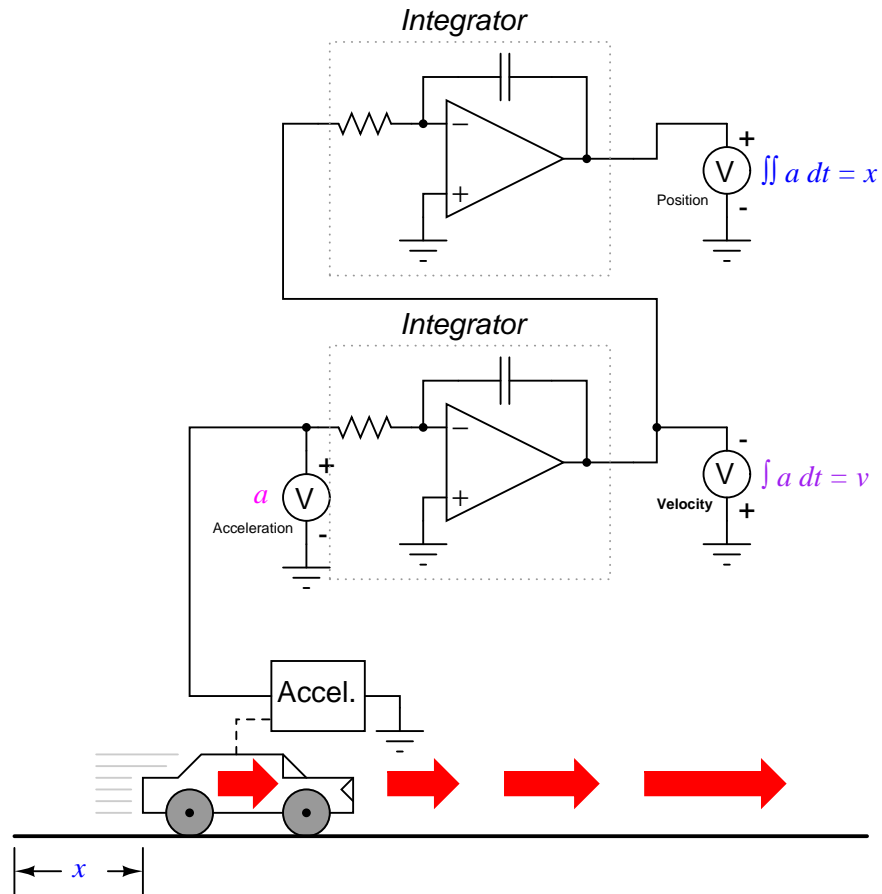 Integrator
−
+
+
V
∬ a dt = x
Position
-
Integrator
−
+
-
V
∫ a dt = v
Velocity
+
+
a
V
Acceleration
-
Accel.
x